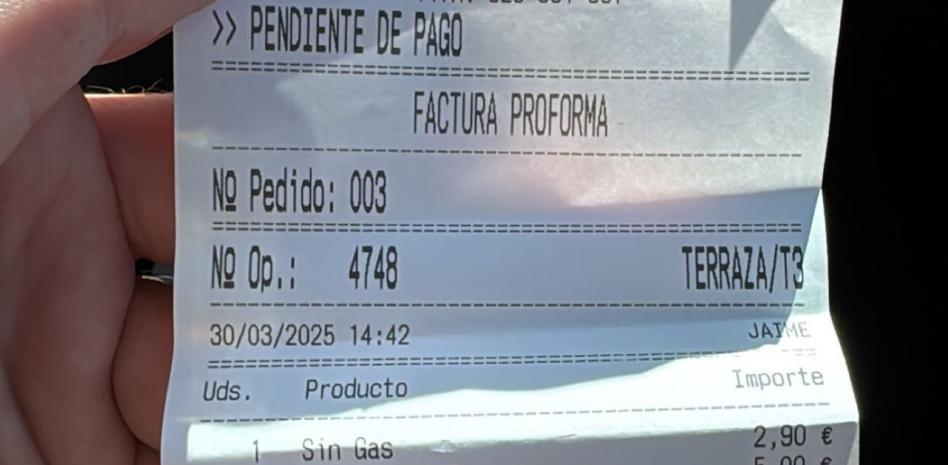 >> PENDIENTE DE PAGO
FACTURA PROFORMA
Nº Pedido: 003
Nº Op.: 4748 TERRAZA/T3
30/03/2025 14:42 JAIME
Uds. Producto Importe
1 Sin Gas 2,90 €